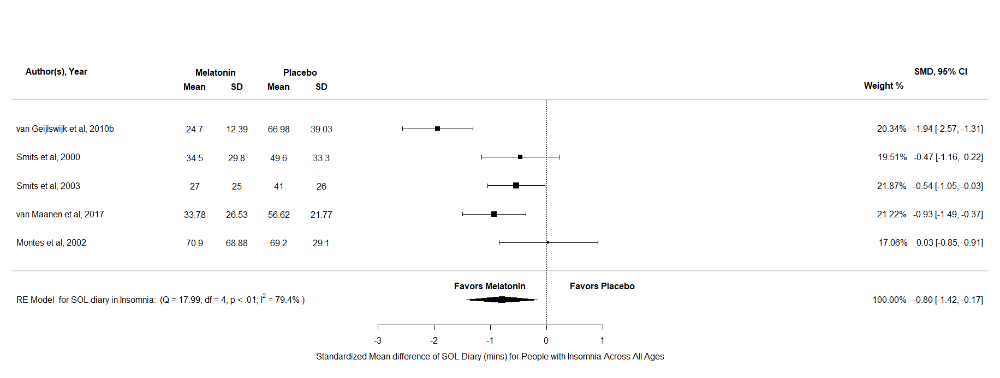 Author(s), Year Melatonin Placebo SMD, 95% CI
Mean SD Mean SD Weight %
van Geijlswijk et al, 2010b 24.7 12.39 66.98 39.03 20.34% -1.94 [-2.57, -1.31]
Smits et al, 2000 34.5 29.8 49.6 33.3 19.51% -0.47 [-1.16, 0.22]
Smits et al, 2003 27 25 41 26 21.87% -0.54 [-1.05, -0.03]
van Maanen et al, 2017 33.78 26.53 56.62 21.77 21.22% -0.93 [-1.49, -0.37]
Montes et al, 2002 70.9 68.88 69.2 29.1 17.06% 0.03 [-0.85, 0.91]
Favors Melatonin Favors Placebo
RE Model for SOL diary in Insomnia: (Q = 17.99, df = 4, p < .01; I² = 79.4% ) 100.00% -0.80 [-1.42, -0.17]
-3 -2 -1 0 1
Standardized Mean difference of SOL Diary (mins) for People with Insomnia Across All Ages